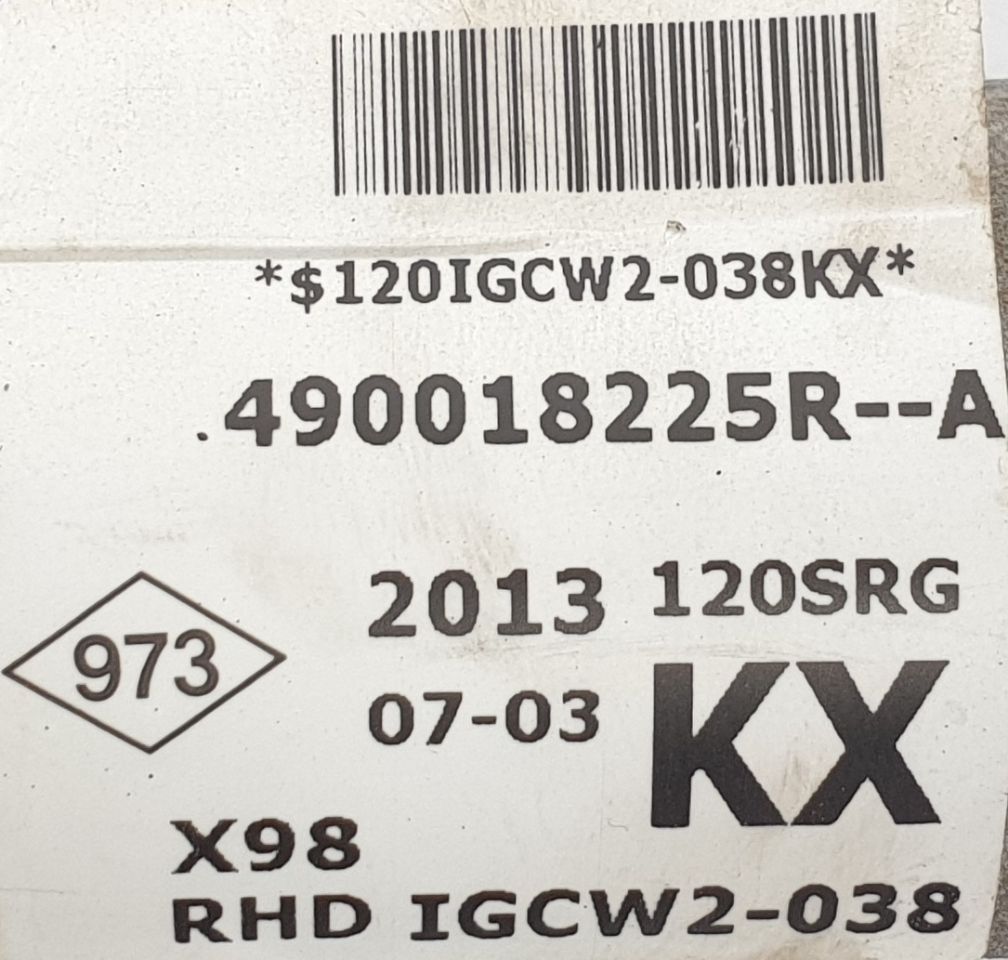 *$120IGCW2-038KX*
.490018225R--A
2013 120SRG
973
07-03 KX
X98
RHD IGCW2-038